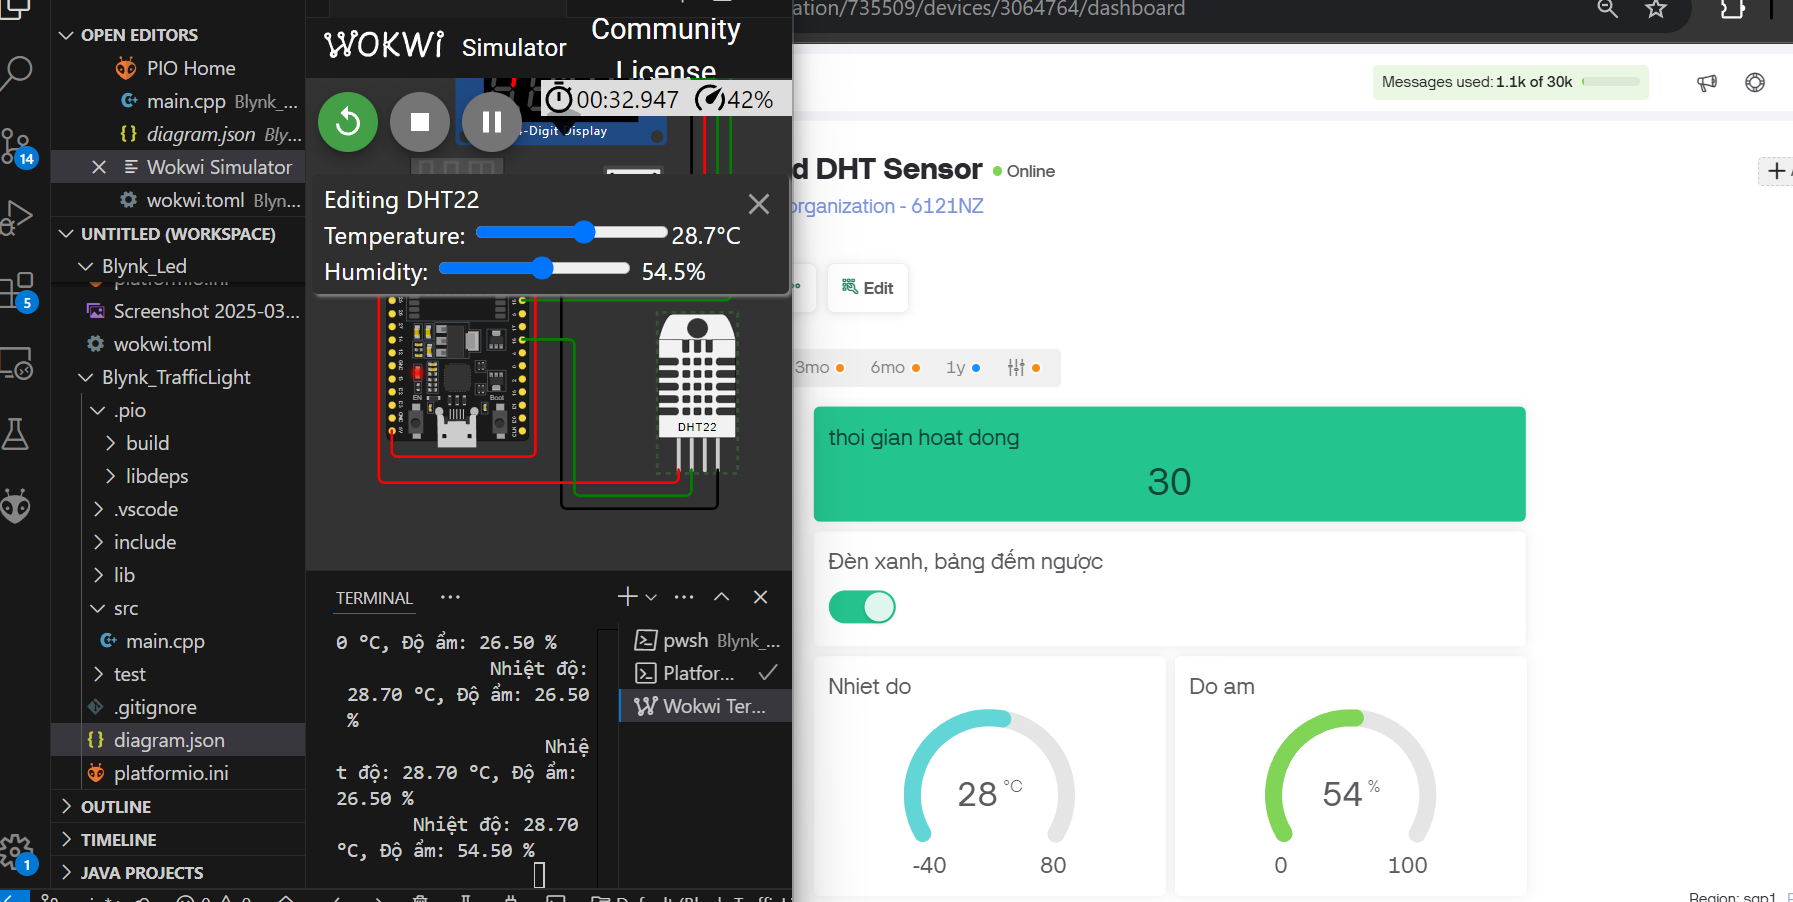 OPEN EDITORS
PIO Home
main.cpp Blynk_...
diagram.json Bly...
Wokwi Simulator
wokwi.toml Blyn...
UNTITLED (WORKSPACE)
Blynk_Led
platformio.ini
Screenshot 2025-03...
wokwi.toml
Blynk_TrafficLight
.pio
build
libdeps
.vscode
include
lib
src
main.cpp
test
.gitignore
diagram.json
platformio.ini
OUTLINE
TIMELINE
JAVA PROJECTS
14
5
1
WOKWi Simulator
Community
License
00:32.947 42%
4-Digit Display
Editing DHT22
Temperature: 28.7°C
Humidity: 54.5%
EN
Boot
DHT22
TERMINAL
0 °C, Độ ẩm: 26.50 %
Nhiệt độ:
28.70 °C, Độ ẩm: 26.50
%
Nhiệ
t độ: 28.70 °C, Độ ẩm:
26.50 %
Nhiệt độ: 28.70
°C, Độ ẩm: 54.50 %
pwsh Blynk_...
Platfor...
Wokwi Ter...
ation/735509/devices/3064764/dashboard
Messages used: 1.1k of 30k
d DHT Sensor Online
organization - 6121NZ
Edit
3mo 6mo 1y
thoi gian hoat dong
30
Đèn xanh, bảng đếm ngược
Nhiet do
28 °C
-40 80
Do am
54 %
0 100
Region: sgp1